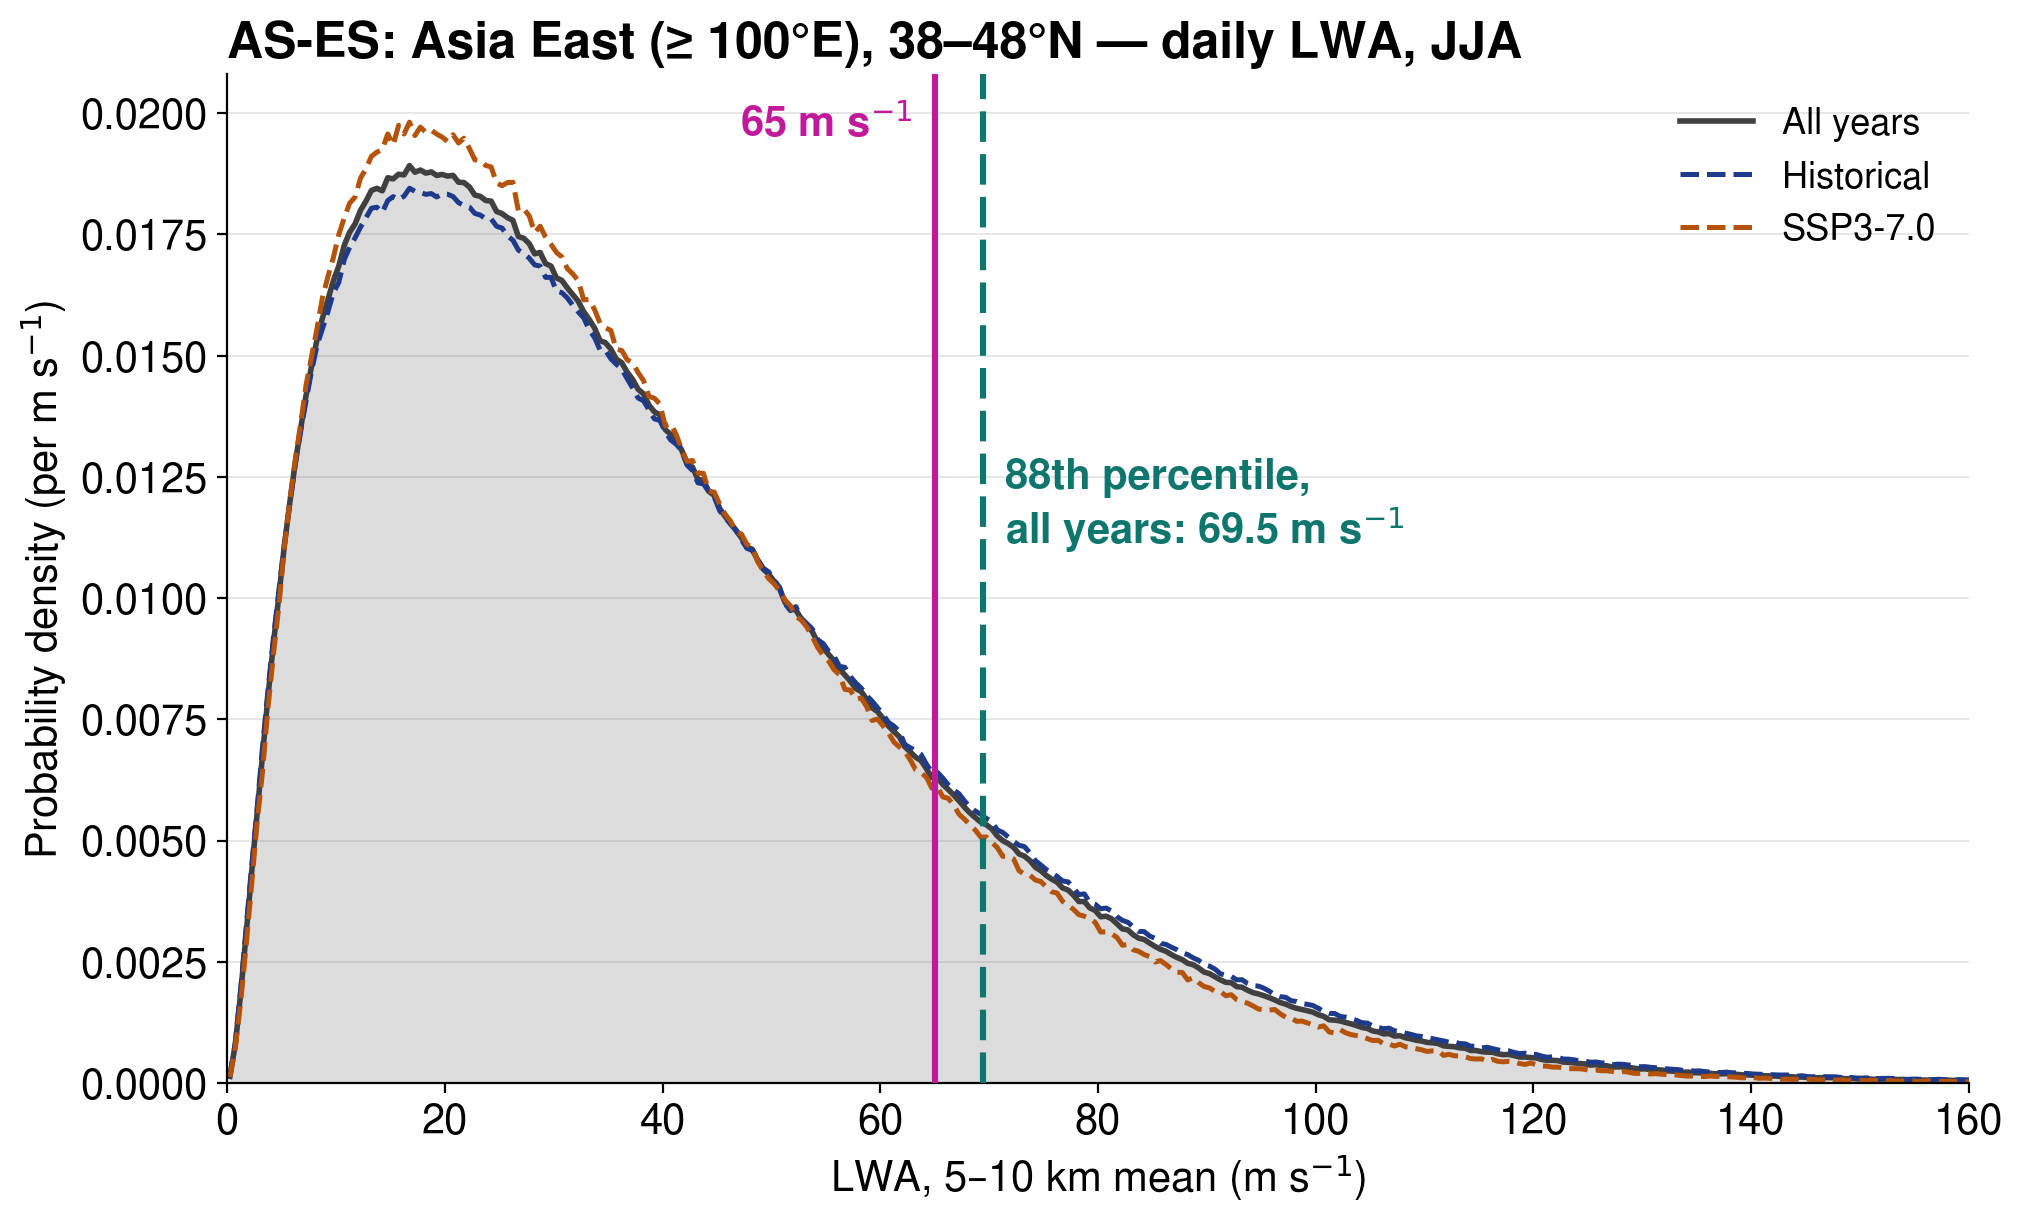 AS-ES: Asia East (≥ 100°E), 38–48°N — daily LWA, JJA
65 m s⁻¹
All years
Historical
SSP3-7.0
88th percentile,
all years: 69.5 m s⁻¹
Probability density (per m s⁻¹)
0.0200
0.0175
0.0150
0.0125
0.0100
0.0075
0.0050
0.0025
0.0000
0 20 40 60 80 100 120 140 160
LWA, 5–10 km mean (m s⁻¹)